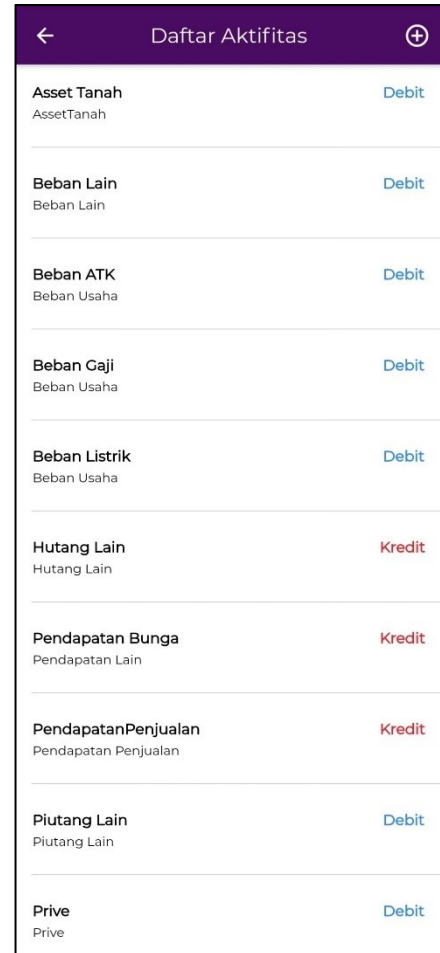 Daftar Aktifitas
Asset Tanah Debit
AssetTanah
Beban Lain Debit
Beban Lain
Beban ATK Debit
Beban Usaha
Beban Gaji Debit
Beban Usaha
Beban Listrik Debit
Beban Usaha
Hutang Lain Kredit
Hutang Lain
Pendapatan Bunga Kredit
Pendapatan Lain
PendapatanPenjualan Kredit
Pendapatan Penjualan
Piutang Lain Debit
Piutang Lain
Prive Debit
Prive